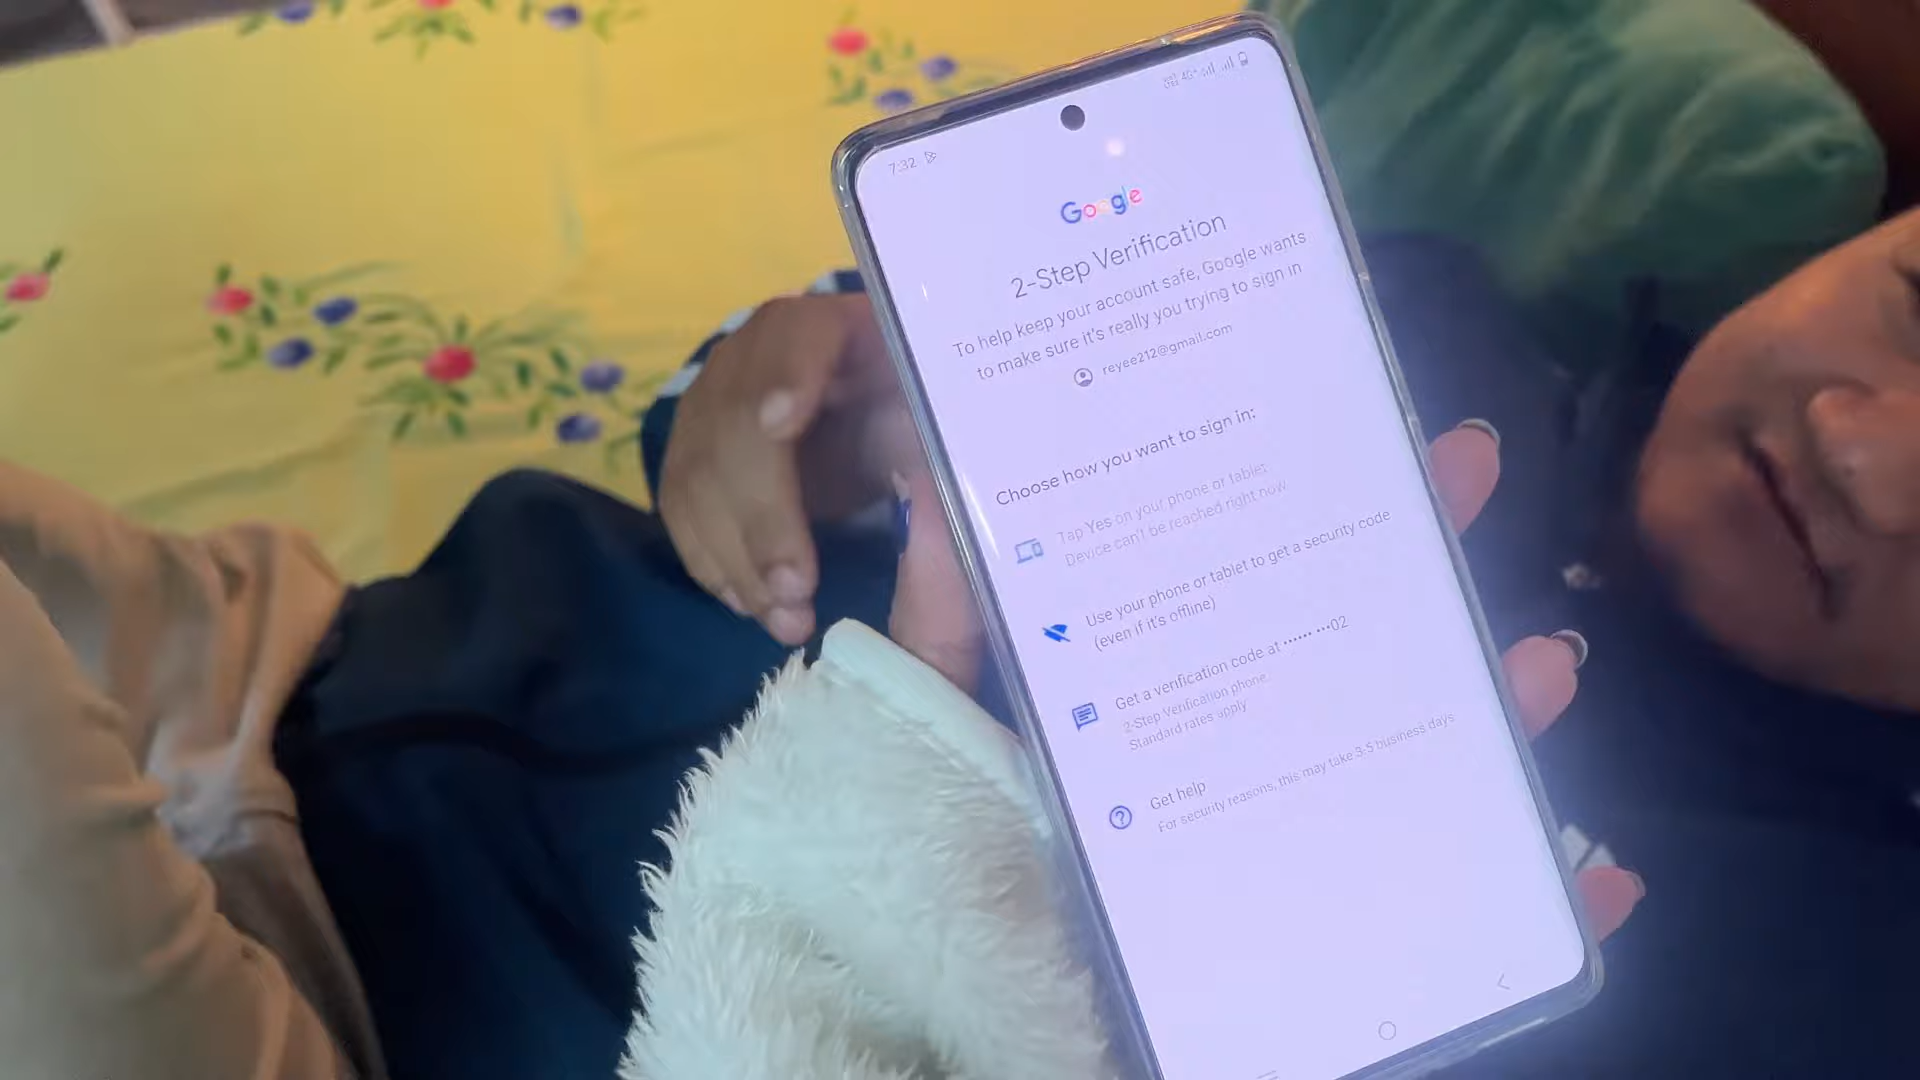 7:32
4G+
Google
2-Step Verification
To help keep your account safe, Google wants
to make sure it's really you trying to sign in
reyee212@gmail.com
Choose how you want to sign in:
Tap Yes on your phone or tablet
Device can't be reached right now
Use your phone or tablet to get a security code
(even if it's offline)
Get a verification code at •••••• •••02
2-Step Verification phone
Standard rates apply
Get help
For security reasons, this may take 3-5 business days